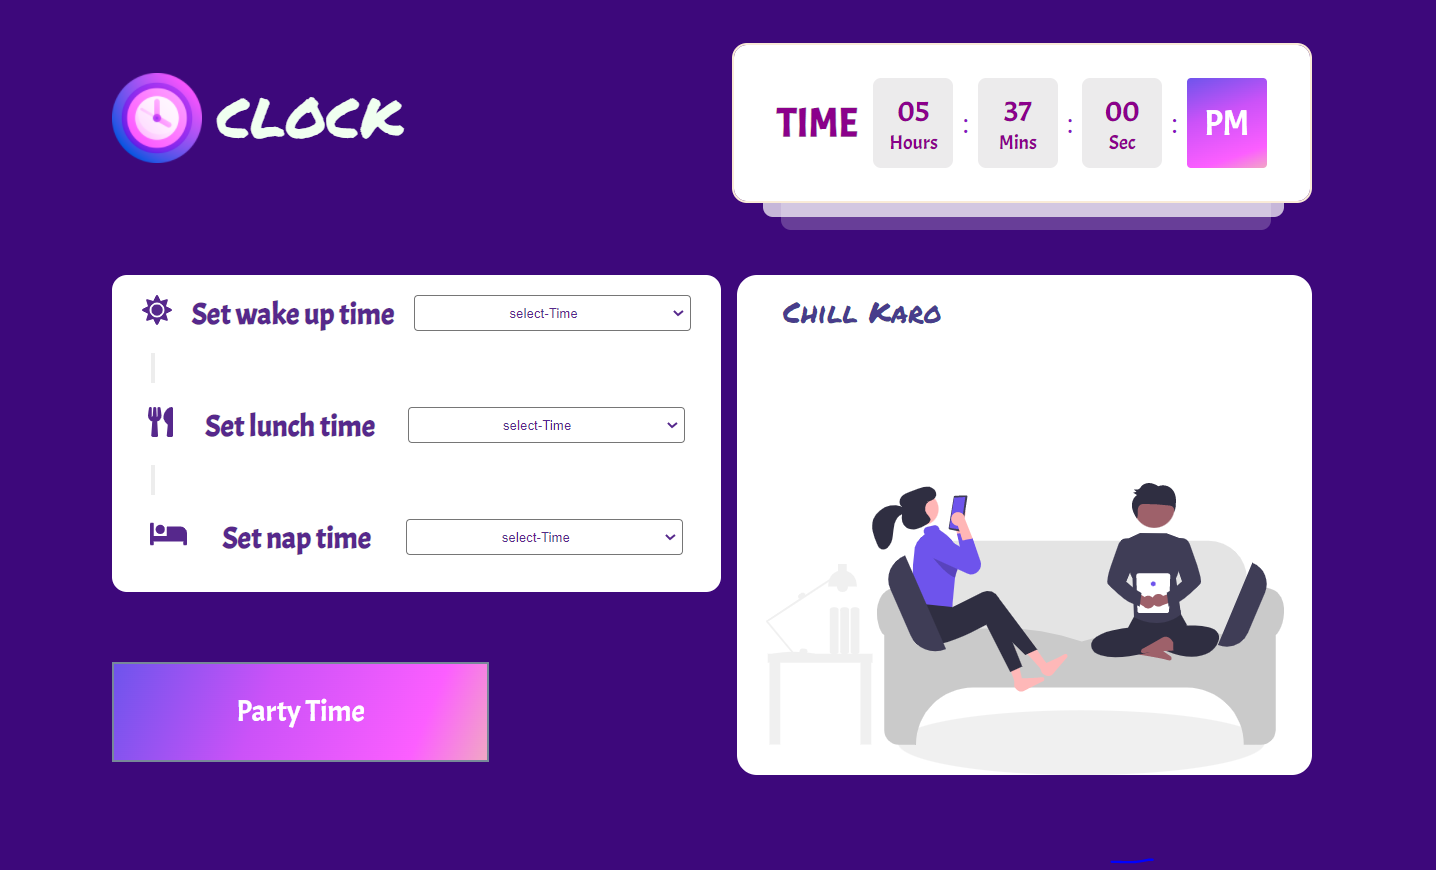 CLOCK
TIME 05 Hours : 37 Mins : 00 Sec : PM
Set wake up time select-Time
Set lunch time select-Time
Set nap time select-Time
Party Time
Chill Karo